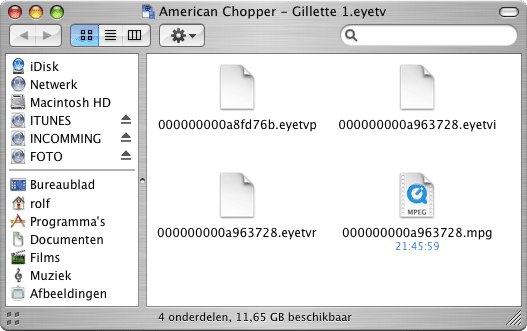 American Chopper – Gillette 1.eyetv
iDisk
Netwerk
Macintosh HD
ITUNES
INCOMMING
FOTO
Bureaublad
rolf
Programma's
Documenten
Films
Muziek
Afbeeldingen
000000000a8fd76b.eyetvp
000000000a963728.eyetvi
000000000a963728.eyetvr
MPEG
000000000a963728.mpg
21:45:59
4 onderdelen, 11,65 GB beschikbaar